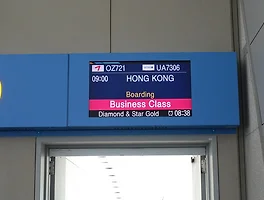 OZ721 UA7306
09:00 HONG KONG
Boarding
Business Class
Diamond & Star Gold 08:38